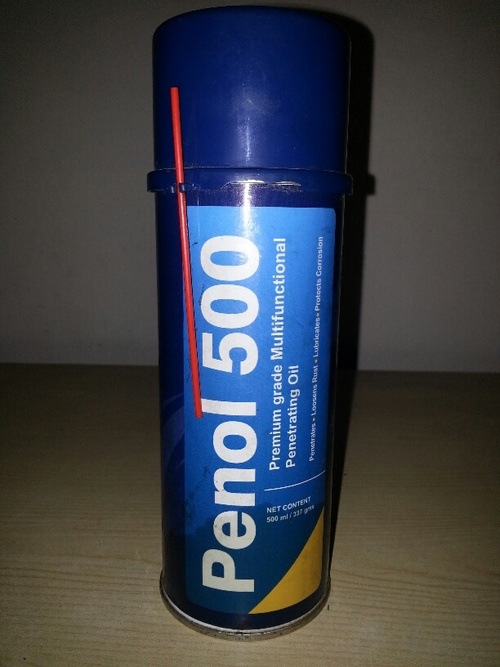 Penol 500
Premium grade Multifunctional
Penetrating Oil
Penetrates • Loosens Rust • Lubricates • Protects Corrosion
NET CONTENT
500 ml / 337 gms